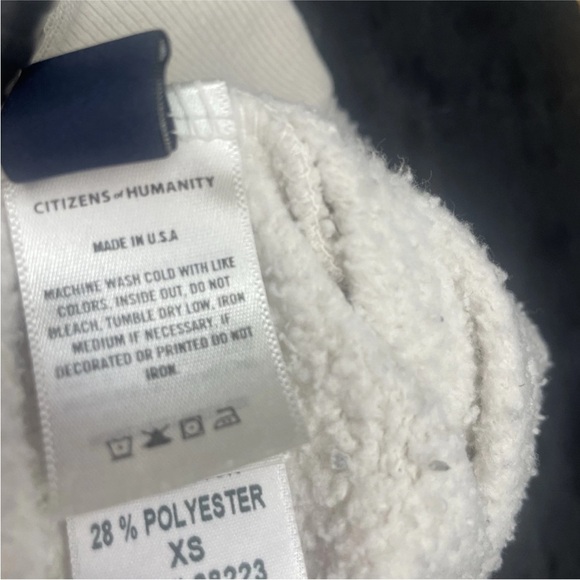 CITIZENS of HUMANITY
MADE IN U.S.A
MACHINE WASH COLD WITH LIKE
COLORS, INSIDE OUT, DO NOT
BLEACH, TUMBLE DRY LOW, IRON
MEDIUM IF NECESSARY, IF
DECORATED OR PRINTED DO NOT
IRON.
28 % POLYESTER
XS